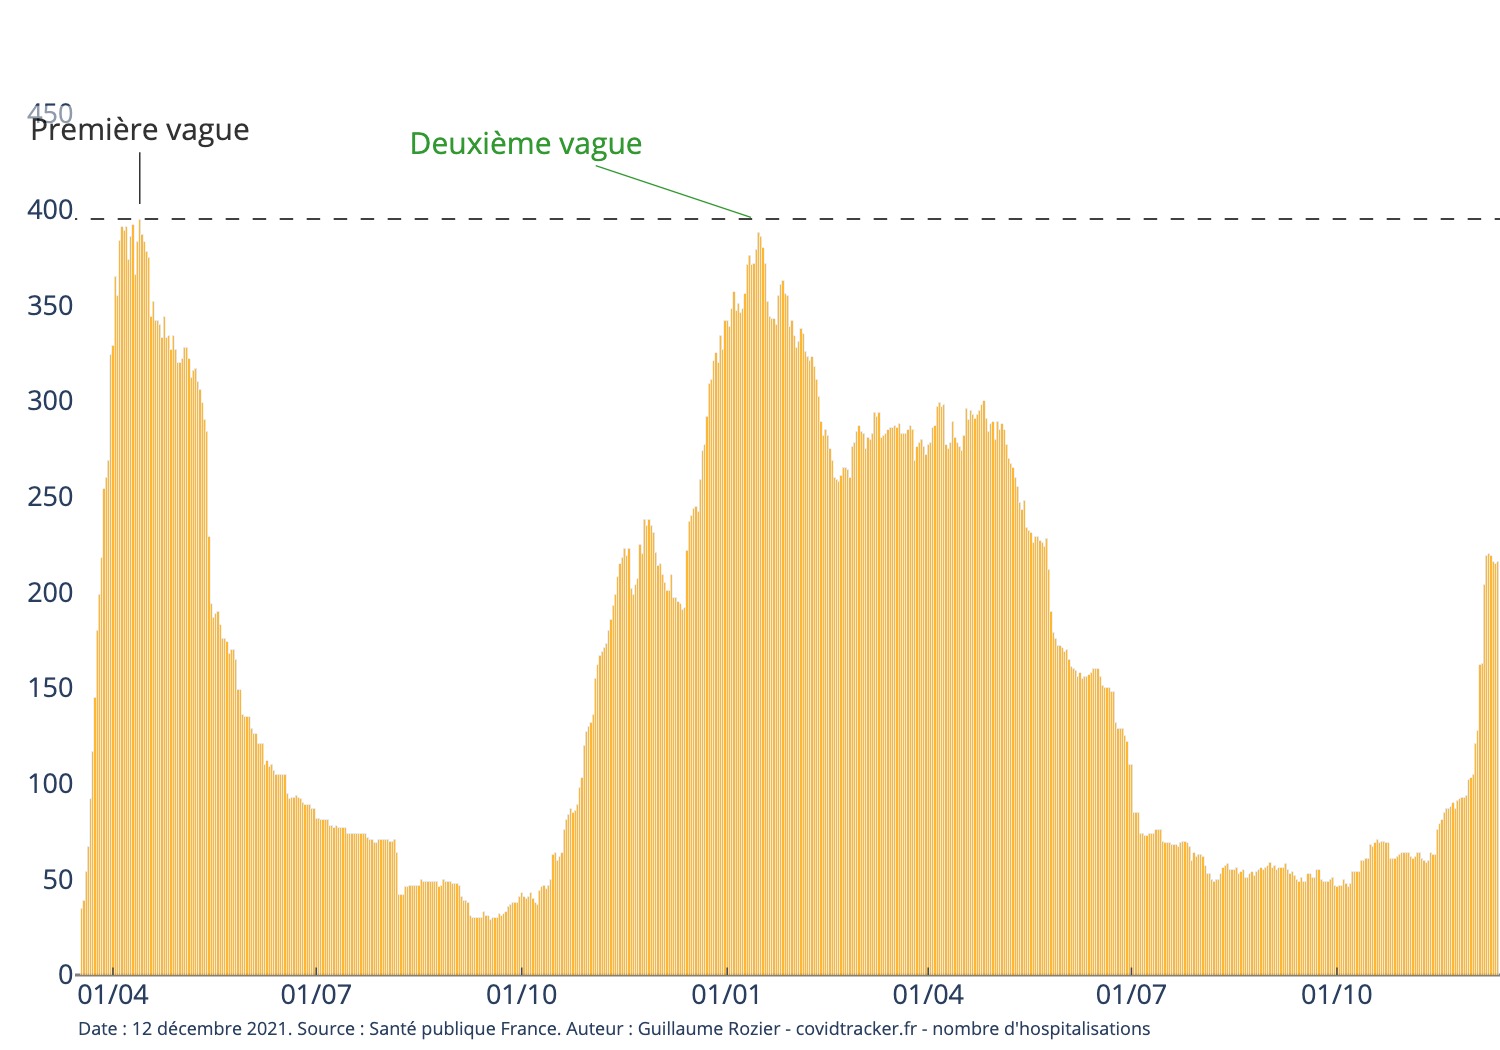 450
Première vague
Deuxième vague
400
350
300
250
200
150
100
50
0
01/04 01/07 01/10 01/01 01/04 01/07 01/10
Date : 12 décembre 2021. Source : Santé publique France. Auteur : Guillaume Rozier - covidtracker.fr - nombre d'hospitalisations